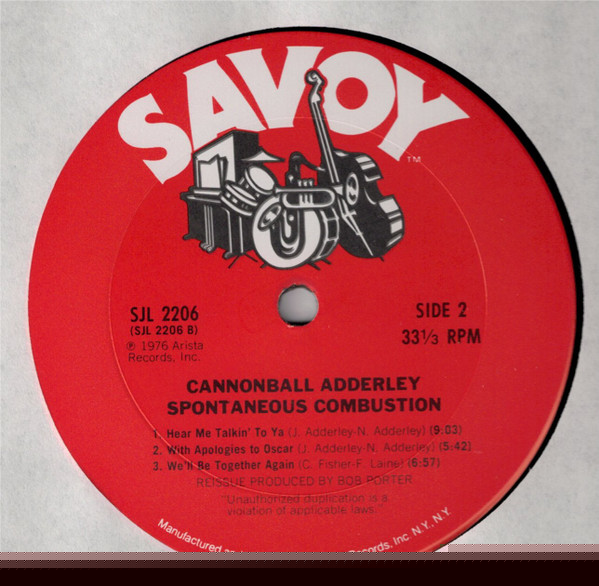 SAVOY
TM
SJL 2206
(SJL 2206 B)
℗ 1976 Arista
Records, Inc.
SIDE 2
33⅓ RPM
CANNONBALL ADDERLEY
SPONTANEOUS COMBUSTION
1. Hear Me Talkin' To Ya (J. Adderley-N. Adderley) (9:03)
2. With Apologies to Oscar (J. Adderley-N. Adderley) (5:42)
3. We'll Be Together Again (C. Fisher-F. Laine) (6:57)
REISSUE PRODUCED BY BOB PORTER
"Unauthorized duplication is a
violation of applicable laws."
Manufactured Records, Inc N.Y., N.Y.